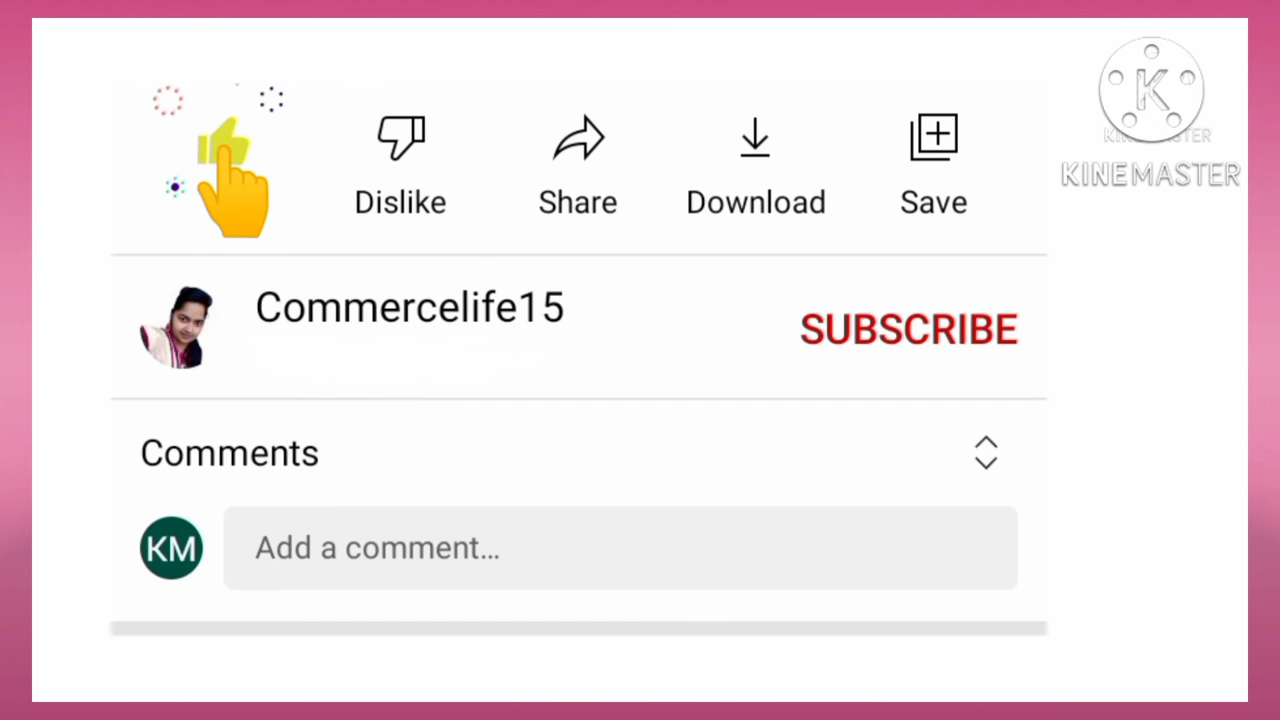 Dislike
Share
Download
Save
K
KINEMASTER
Commercelife15
SUBSCRIBE
Comments
KM
Add a comment...